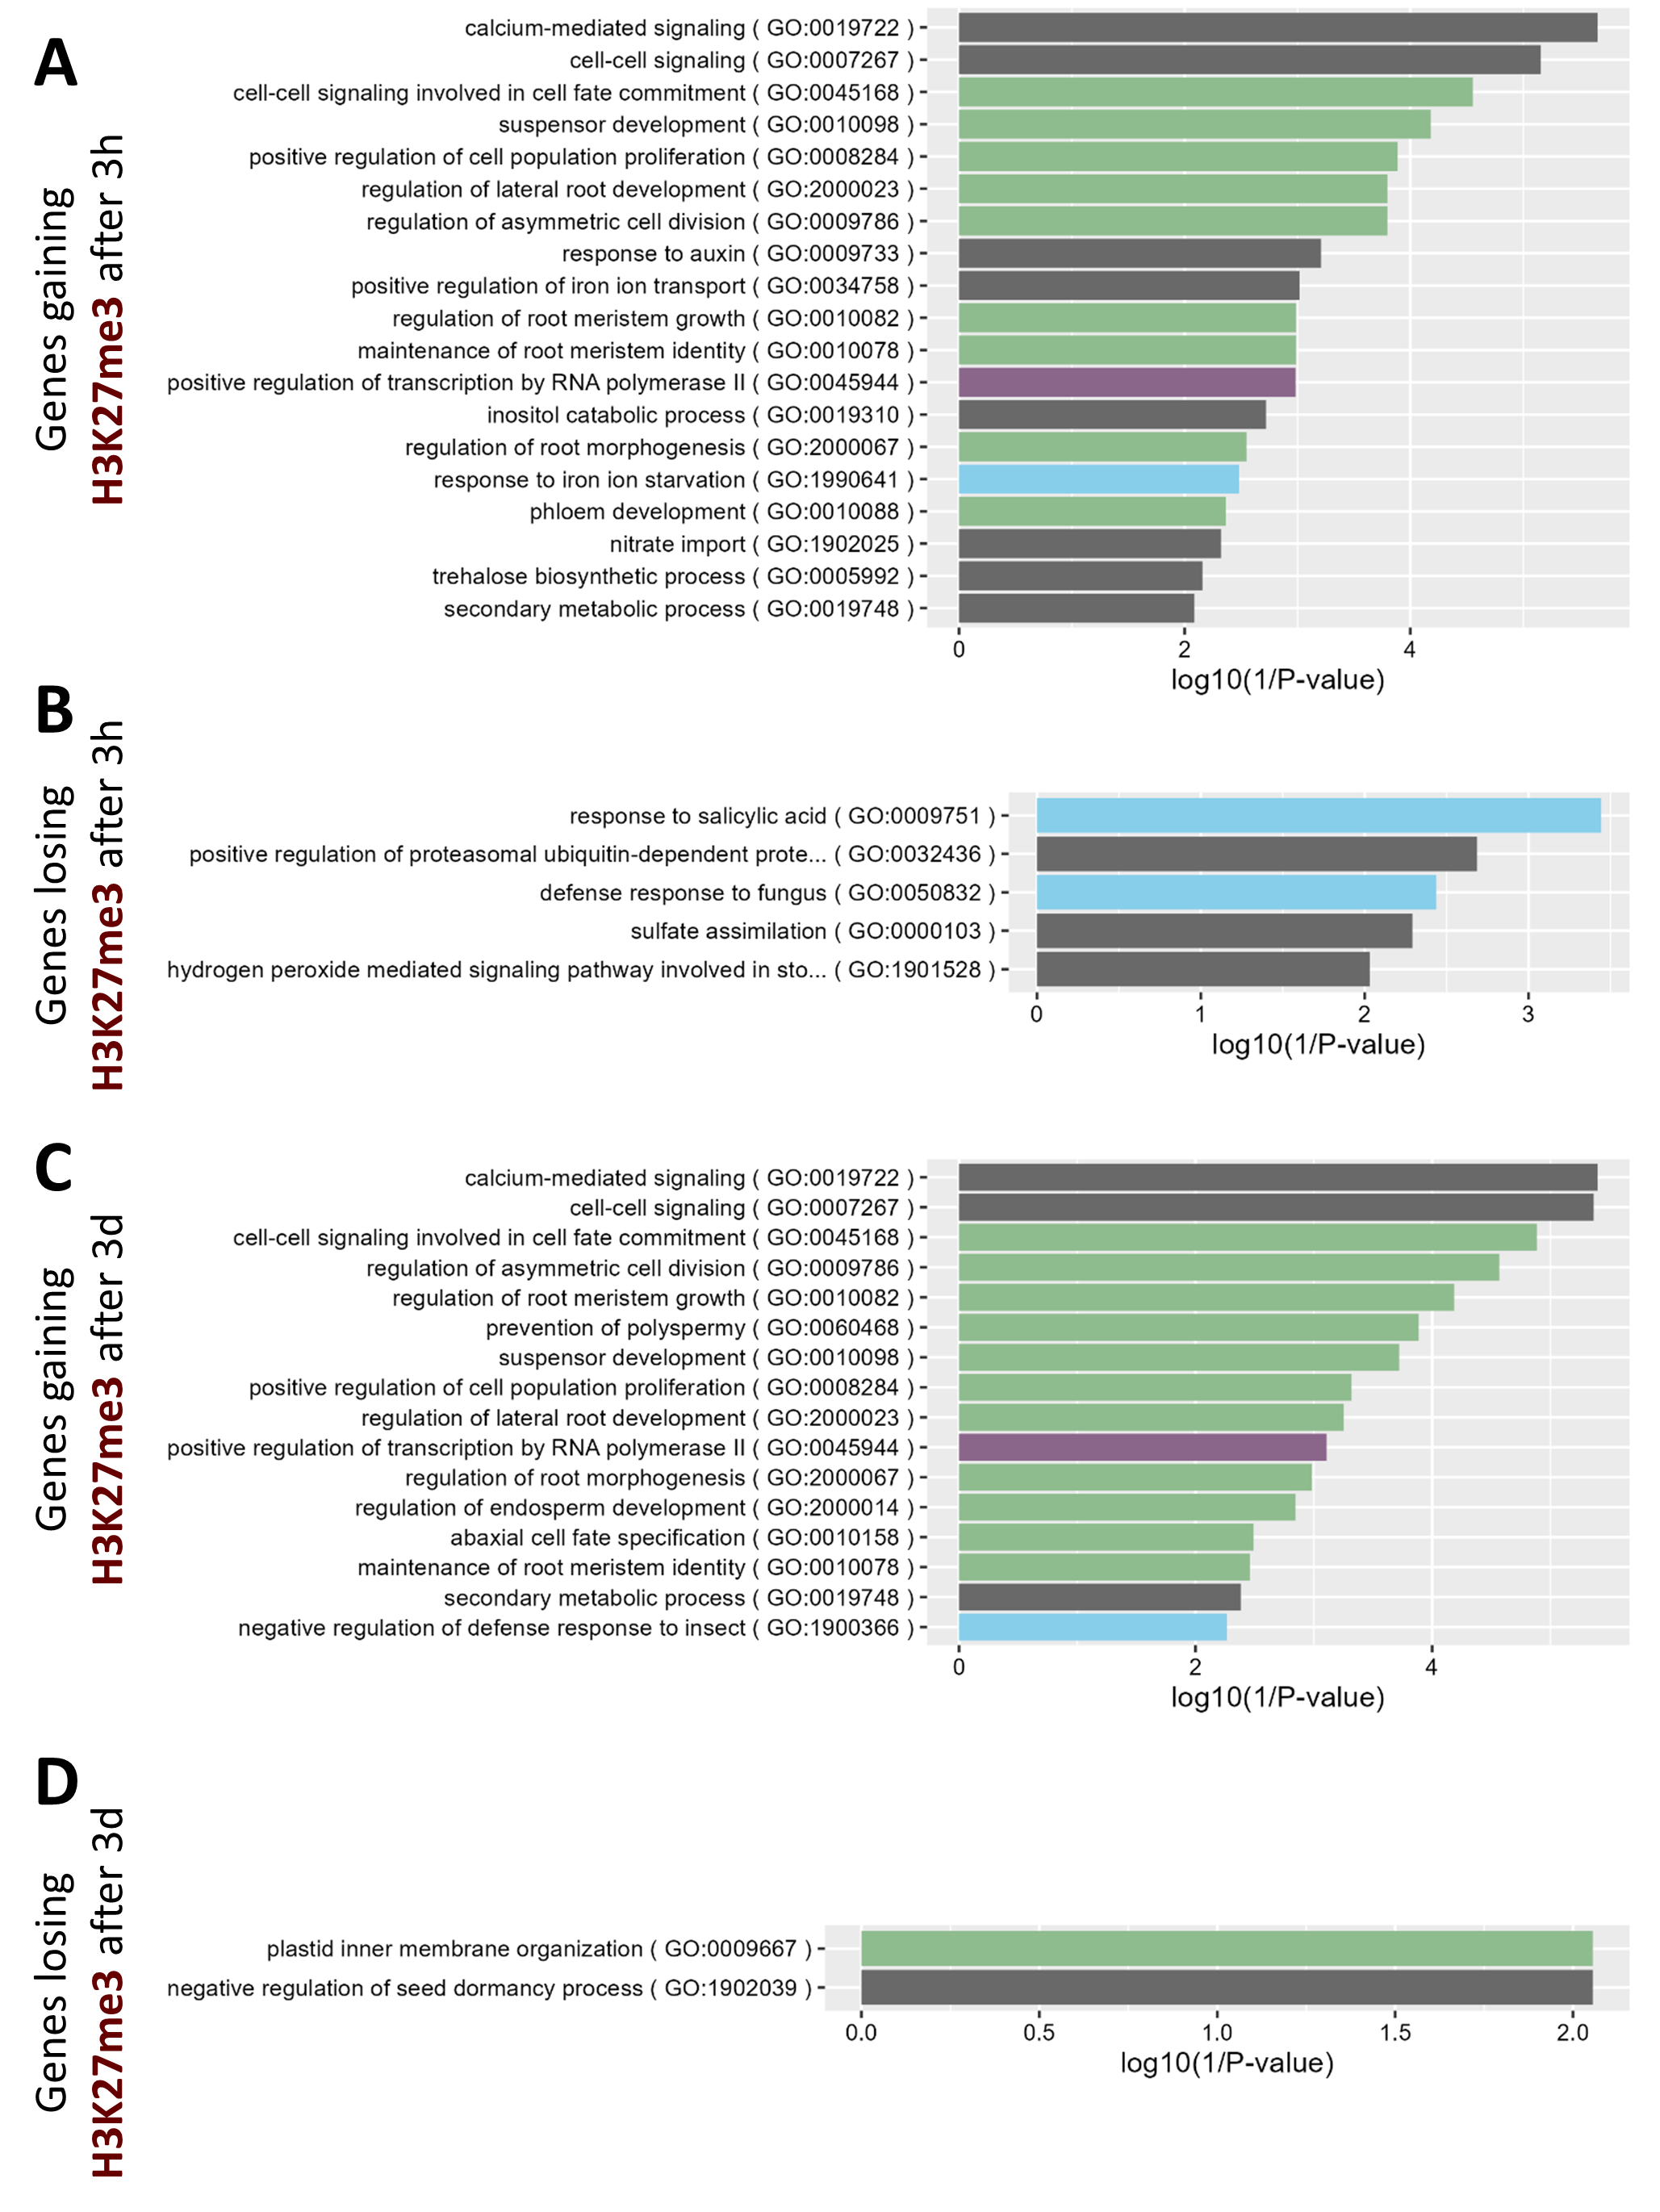 A
Genes gaining
H3K27me3 after 3h
calcium-mediated signaling ( GO:0019722 )
cell-cell signaling ( GO:0007267 )
cell-cell signaling involved in cell fate commitment ( GO:0045168 )
suspensor development ( GO:0010098 )
positive regulation of cell population proliferation ( GO:0008284 )
regulation of lateral root development ( GO:2000023 )
regulation of asymmetric cell division ( GO:0009786 )
response to auxin ( GO:0009733 )
positive regulation of iron ion transport ( GO:0034758 )
regulation of root meristem growth ( GO:0010082 )
maintenance of root meristem identity ( GO:0010078 )
positive regulation of transcription by RNA polymerase II ( GO:0045944 )
inositol catabolic process ( GO:0019310 )
regulation of root morphogenesis ( GO:2000067 )
response to iron ion starvation ( GO:1990641 )
phloem development ( GO:0010088 )
nitrate import ( GO:1902025 )
trehalose biosynthetic process ( GO:0005992 )
secondary metabolic process ( GO:0019748 )
0 2 4
log10(1/P-value)
B
Genes losing
H3K27me3 after 3h
response to salicylic acid ( GO:0009751 )
positive regulation of proteasomal ubiquitin-dependent prote... ( GO:0032436 )
defense response to fungus ( GO:0050832 )
sulfate assimilation ( GO:0000103 )
hydrogen peroxide mediated signaling pathway involved in sto... ( GO:1901528 )
0 1 2 3
log10(1/P-value)
C
Genes gaining
H3K27me3 after 3d
calcium-mediated signaling ( GO:0019722 )
cell-cell signaling ( GO:0007267 )
cell-cell signaling involved in cell fate commitment ( GO:0045168 )
regulation of asymmetric cell division ( GO:0009786 )
regulation of root meristem growth ( GO:0010082 )
prevention of polyspermy ( GO:0060468 )
suspensor development ( GO:0010098 )
positive regulation of cell population proliferation ( GO:0008284 )
regulation of lateral root development ( GO:2000023 )
positive regulation of transcription by RNA polymerase II ( GO:0045944 )
regulation of root morphogenesis ( GO:2000067 )
regulation of endosperm development ( GO:2000014 )
abaxial cell fate specification ( GO:0010158 )
maintenance of root meristem identity ( GO:0010078 )
secondary metabolic process ( GO:0019748 )
negative regulation of defense response to insect ( GO:1900366 )
0 2 4
log10(1/P-value)
D
Genes losing
H3K27me3 after 3d
plastid inner membrane organization ( GO:0009667 )
negative regulation of seed dormancy process ( GO:1902039 )
0.0 0.5 1.0 1.5 2.0
log10(1/P-value)